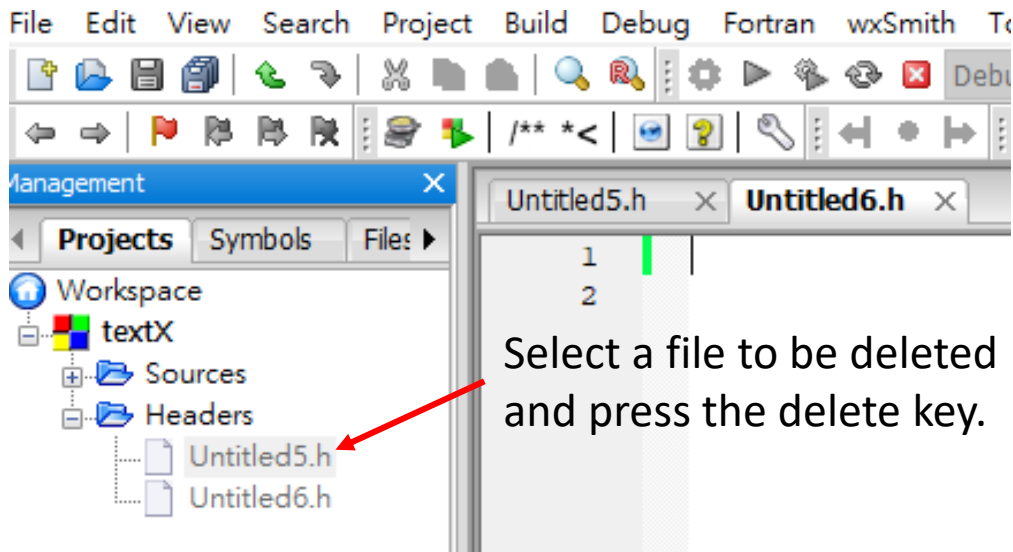 File Edit View Search Project Build Debug Fortran wxSmith
/** *<
Management
Projects Symbols
Workspace
textX
Sources
Headers
Untitled5.h
Untitled6.h
Untitled5.h Untitled6.h
1
2
Select a file to be deleted
and press the delete key.